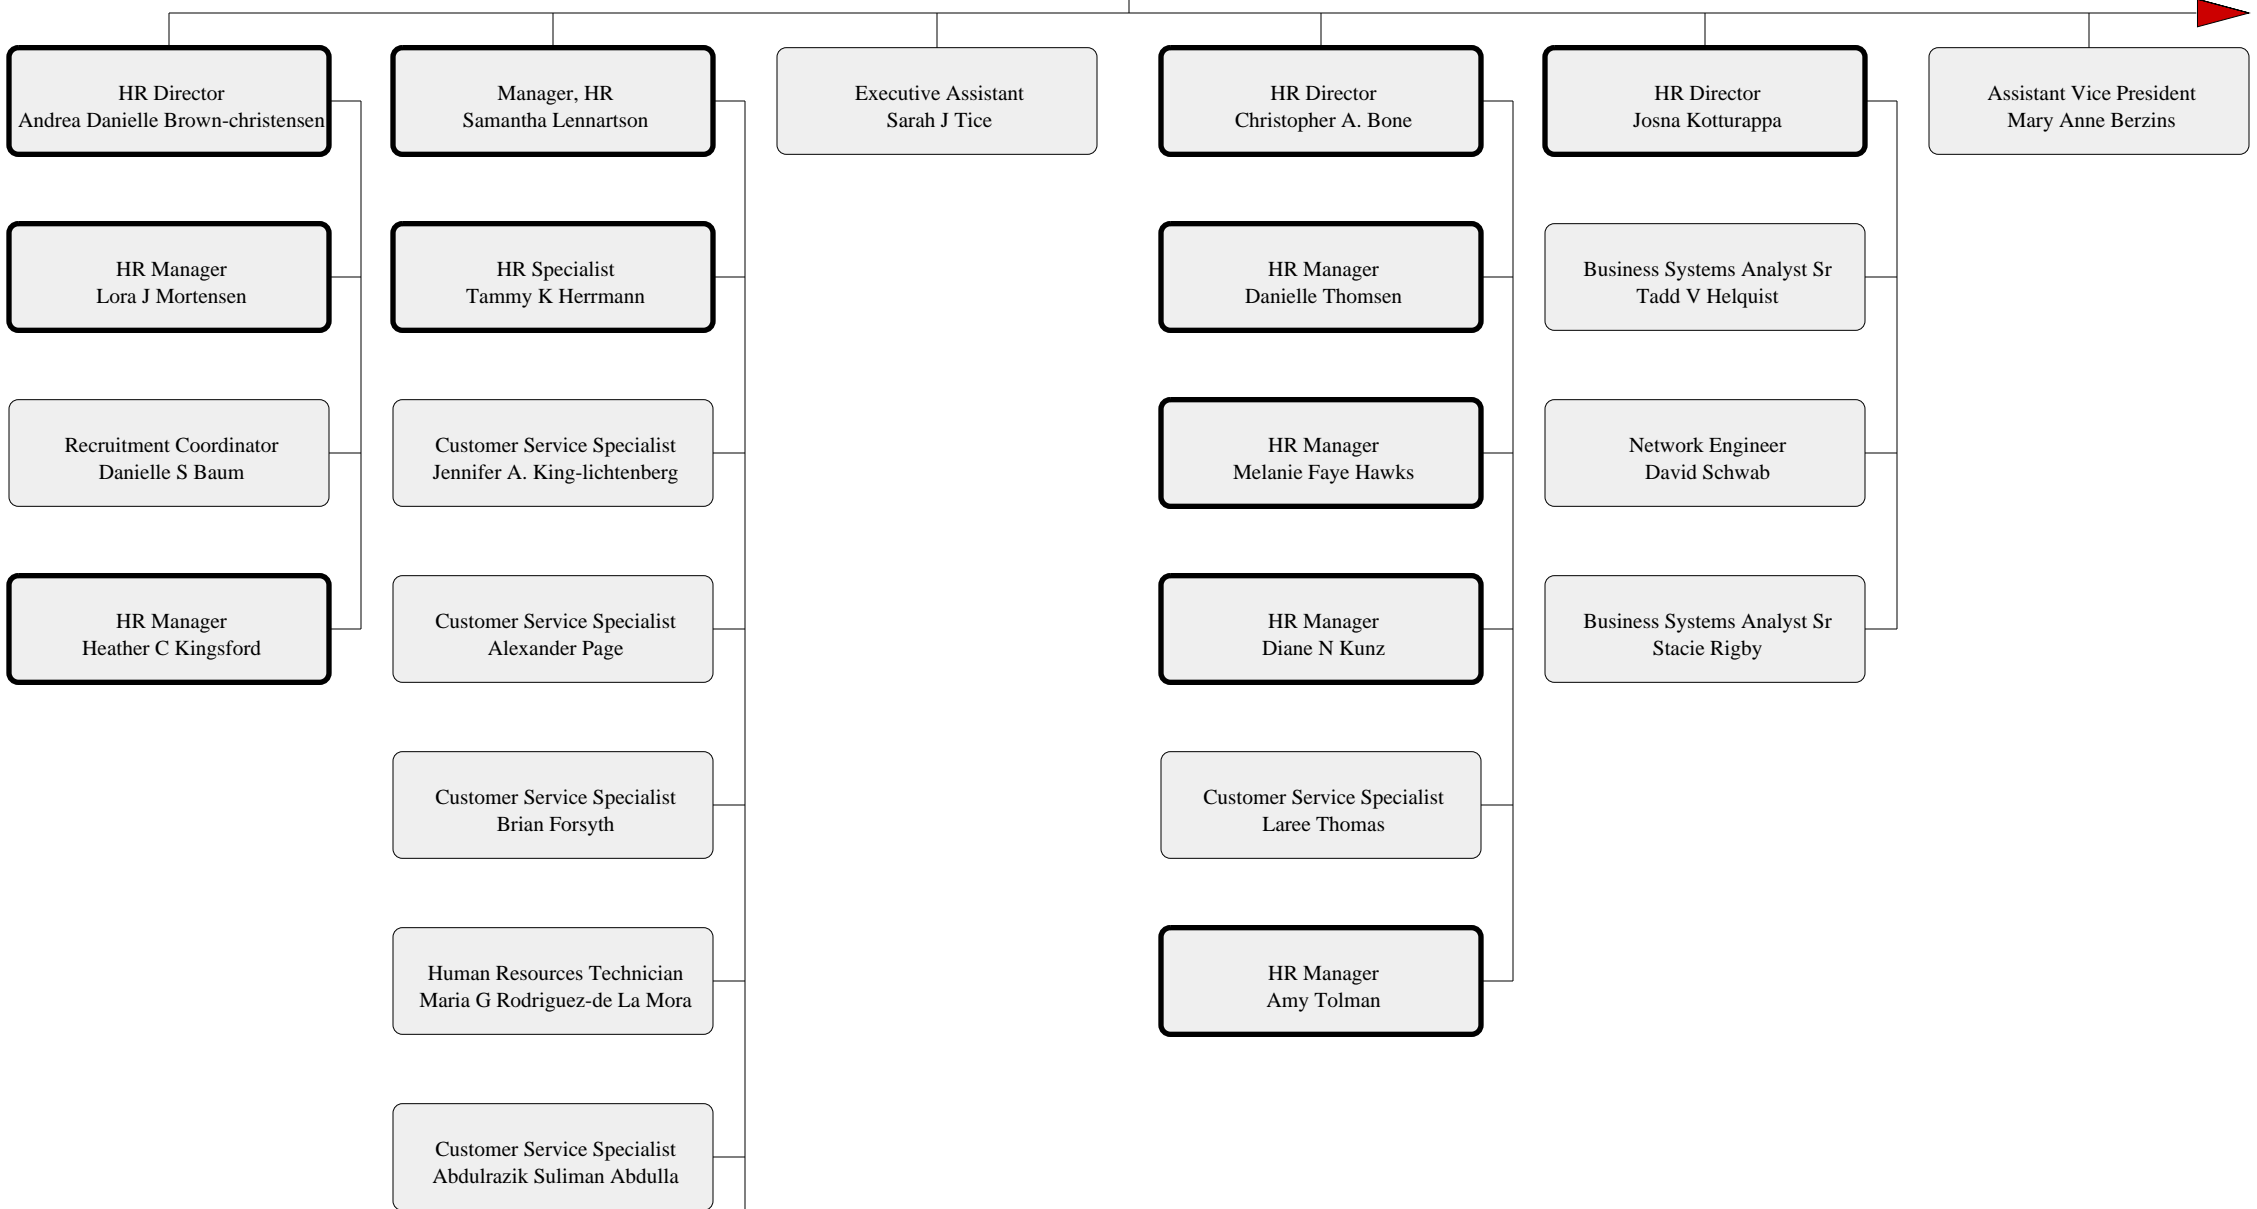 HR Director
Andrea Danielle Brown-christensen
HR Manager
Lora J Mortensen
Recruitment Coordinator
Danielle S Baum
HR Manager
Heather C Kingsford
Manager, HR
Samantha Lennartson
HR Specialist
Tammy K Herrmann
Customer Service Specialist
Jennifer A. King-lichtenberg
Customer Service Specialist
Alexander Page
Customer Service Specialist
Brian Forsyth
Human Resources Technician
Maria G Rodriguez-de La Mora
Customer Service Specialist
Abdulrazik Suliman Abdulla
Executive Assistant
Sarah J Tice
HR Director
Christopher A. Bone
HR Manager
Danielle Thomsen
HR Manager
Melanie Faye Hawks
HR Manager
Diane N Kunz
Customer Service Specialist
Laree Thomas
HR Manager
Amy Tolman
HR Director
Josna Kotturappa
Business Systems Analyst Sr
Tadd V Helquist
Network Engineer
David Schwab
Business Systems Analyst Sr
Stacie Rigby
Assistant Vice President
Mary Anne Berzins